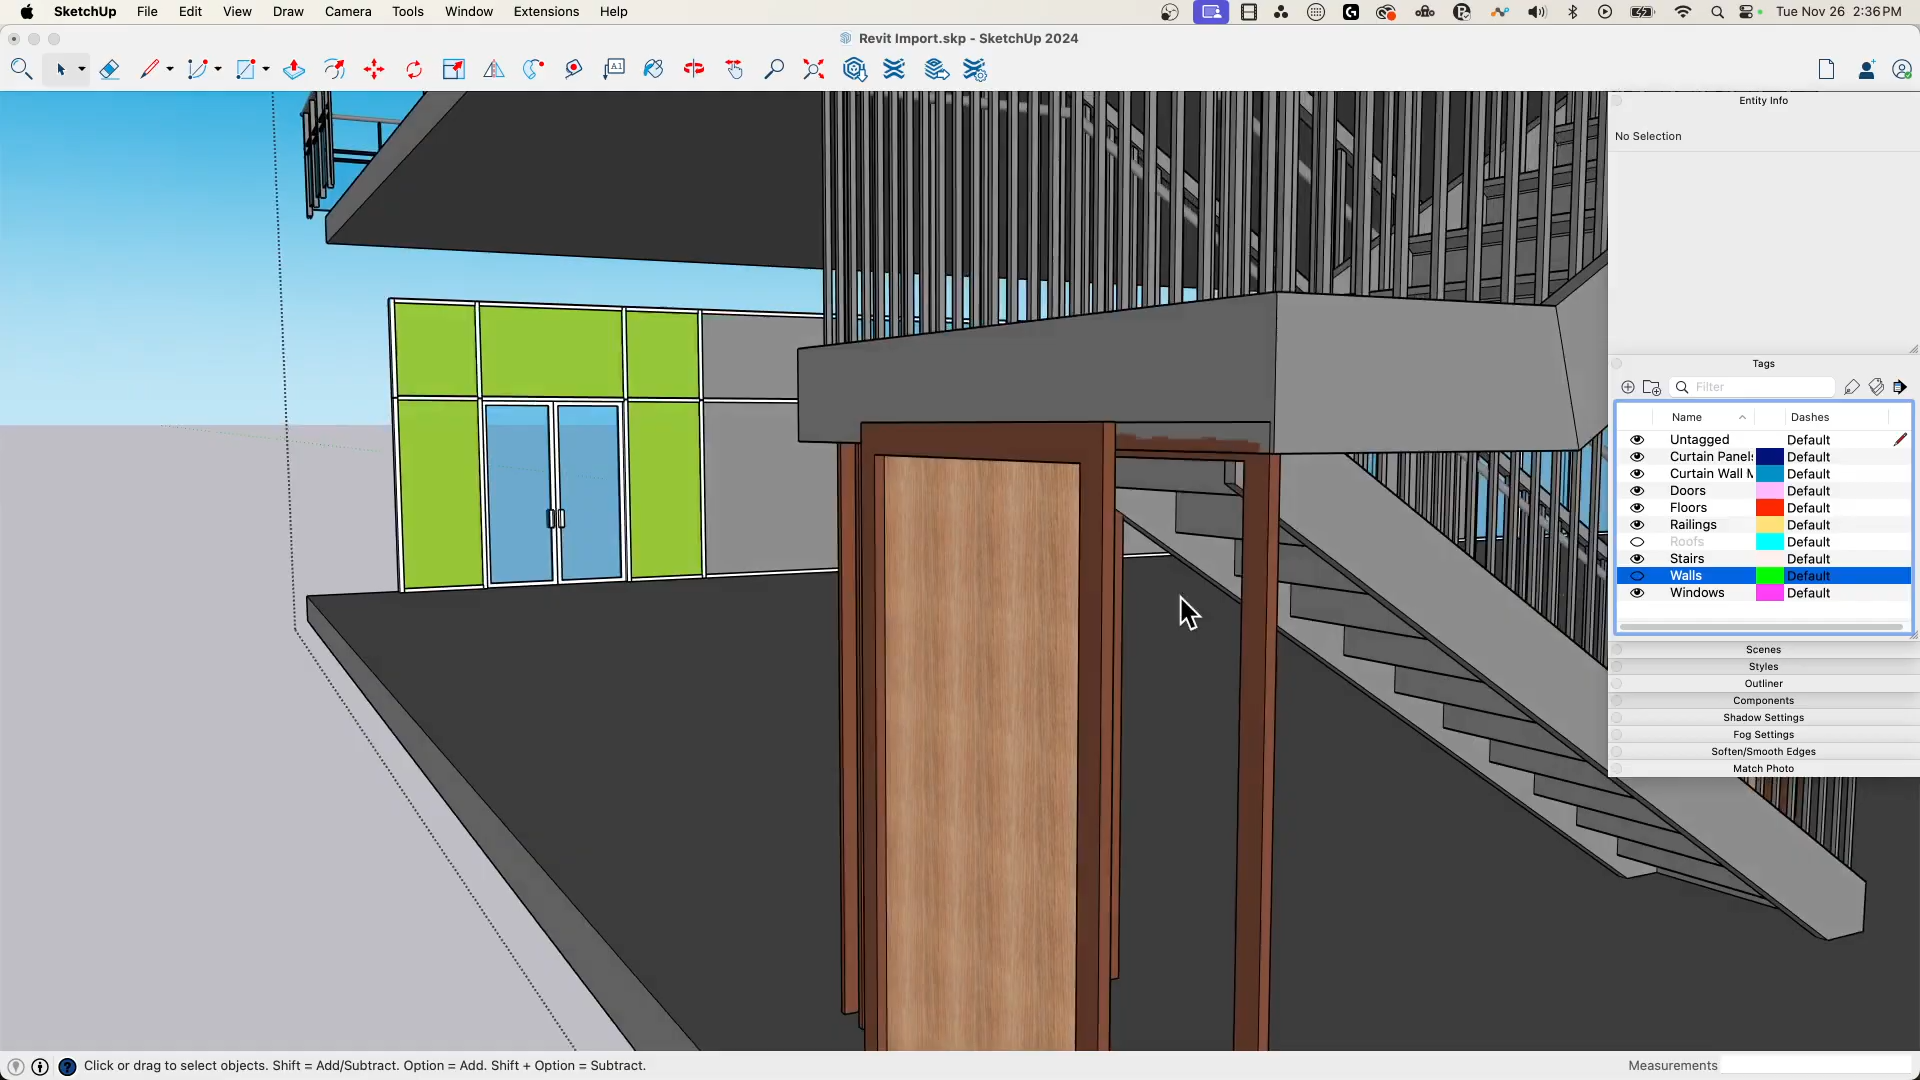 SketchUp File Edit View Draw Camera Tools Window Extensions Help Tue Nov 26 2:36 PM
Revit Import.skp - SketchUp 2024
A1
Entity Info
No Selection
Tags
Filter
Name Dashes
Untagged Default
Curtain Panel Default
Curtain Wall M Default
Doors Default
Floors Default
Railings Default
Roofs Default
Stairs Default
Walls Default
Windows Default
Scenes
Styles
Outliner
Components
Shadow Settings
Fog Settings
Soften/Smooth Edges
Match Photo
Click or drag to select objects. Shift = Add/Subtract. Option = Add. Shift + Option = Subtract. Measurements